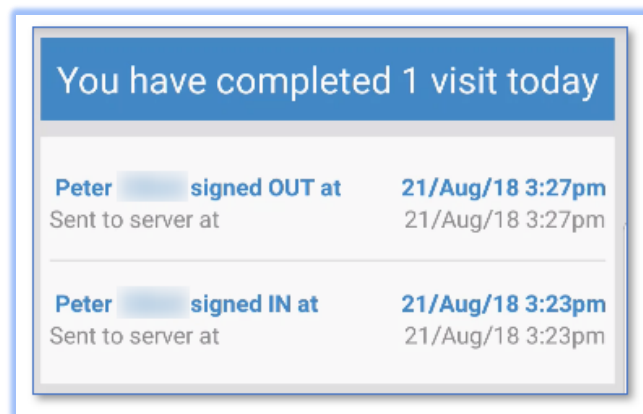 You have completed 1 visit today
Peter signed OUT at 21/Aug/18 3:27pm
Sent to server at 21/Aug/18 3:27pm
Peter signed IN at 21/Aug/18 3:23pm
Sent to server at 21/Aug/18 3:23pm